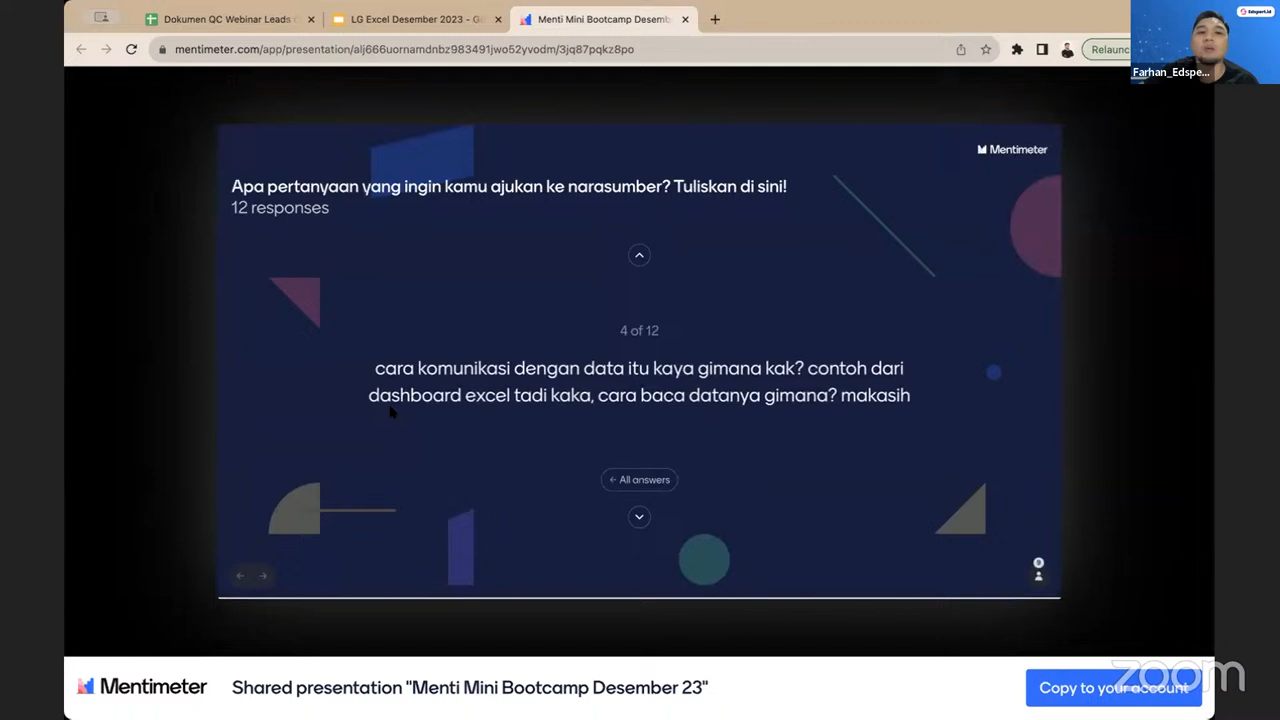 Dokumen QC Webinar Leads
LG Excel Desember 2023 - G
Menti Mini Bootcamp Desemb
mentimeter.com/app/presentation/alj666uornamdnbz983491jwo52yvodm/3jq87pqkz8po
Relaunc
Edspert.id
Farhan_Edspe...
Mentimeter
Apa pertanyaan yang ingin kamu ajukan ke narasumber? Tuliskan di sini!
12 responses
4 of 12
cara komunikasi dengan data itu kaya gimana kak? contoh dari
dashboard excel tadi kaka, cara baca datanya gimana? makasih
← All answers
Mentimeter
Shared presentation "Menti Mini Bootcamp Desember 23"
Copy to your account
zoom